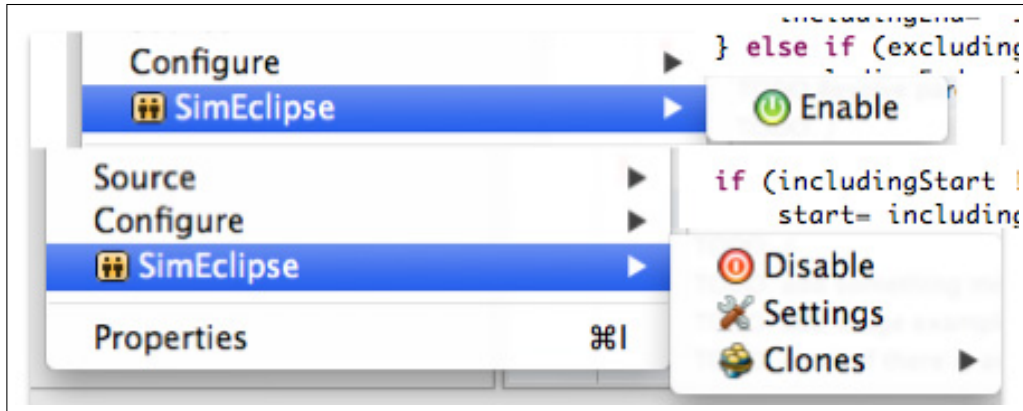 } else if (excluding
Configure
SimEclipse
Enable
Source
Configure
SimEclipse
if (includingStart
start= including
Disable
Settings
Clones
Properties ⌘I